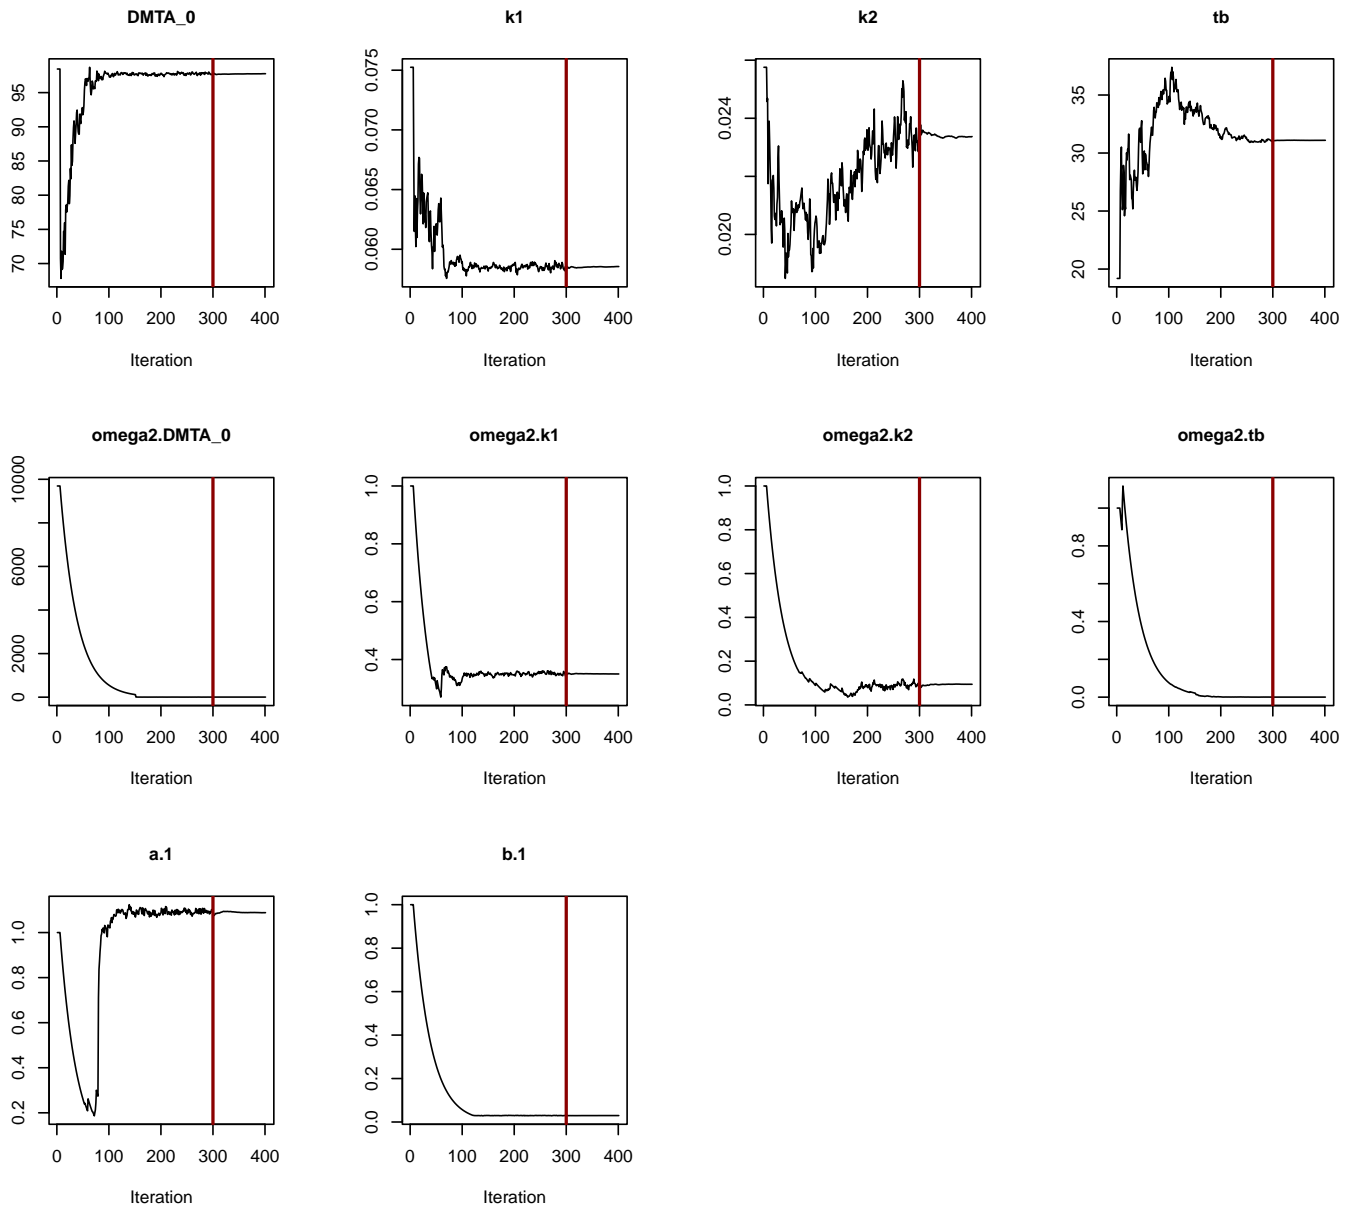 DMTA_0 k1 k2 tb
70 75 80 85 90 95
0.060 0.065 0.070 0.075
0.020 0.024
20 25 30 35
0 100 200 300 400 0 100 200 300 400 0 100 200 300 400 0 100 200 300 400
Iteration Iteration Iteration Iteration
omega2.DMTA_0 omega2.k1 omega2.k2 omega2.tb
0 2000 6000 10000
0.4 0.6 0.8 1.0
0.0 0.2 0.4 0.6 0.8 1.0
0.0 0.4 0.8
0 100 200 300 400 0 100 200 300 400 0 100 200 300 400 0 100 200 300 400
Iteration Iteration Iteration Iteration
a.1 b.1
0.2 0.4 0.6 0.8 1.0
0.0 0.2 0.4 0.6 0.8 1.0
0 100 200 300 400 0 100 200 300 400
Iteration Iteration